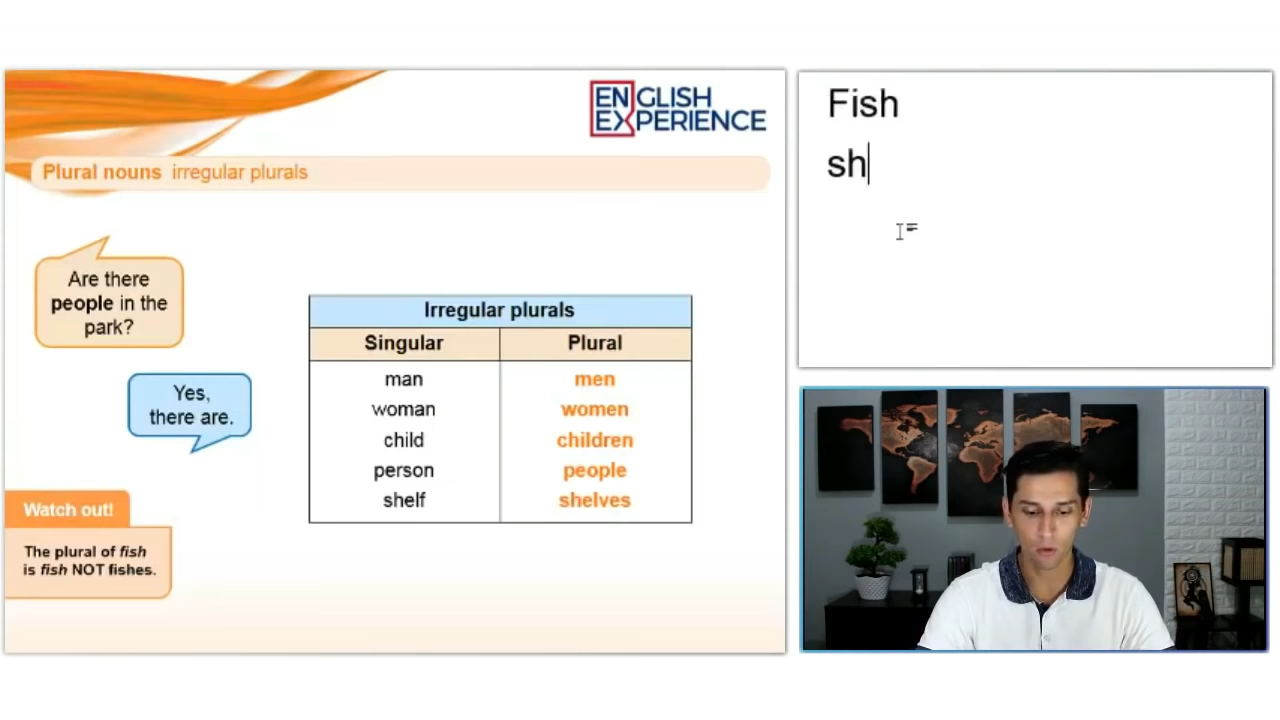 ENGLISH
EXPERIENCE
Plural nouns irregular plurals
Are there
people in the
park?
Yes,
there are.
Watch out!
The plural of fish
is fish NOT fishes.
Irregular plurals
Singular Plural
man men
woman women
child children
person people
shelf shelves
Fish
sh